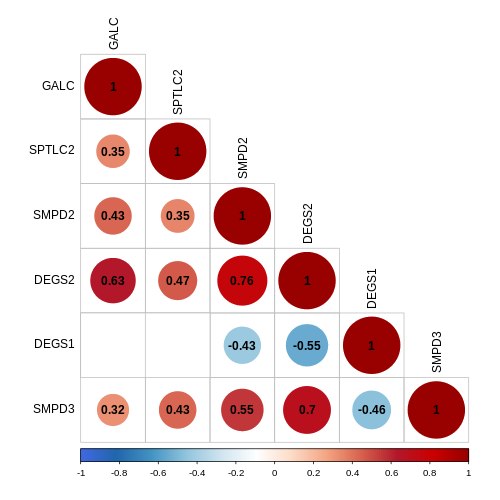 GALC
GALC 1
SPTLC2
SPTLC2 0.35 1
SMPD2
SMPD2 0.43 0.35 1
DEGS2
DEGS2 0.63 0.47 0.76 1
DEGS1
DEGS1 -0.43 -0.55 1
SMPD3
SMPD3 0.32 0.43 0.55 0.7 -0.46 1
-1 -0.8 -0.6 -0.4 -0.2 0 0.2 0.4 0.6 0.8 1